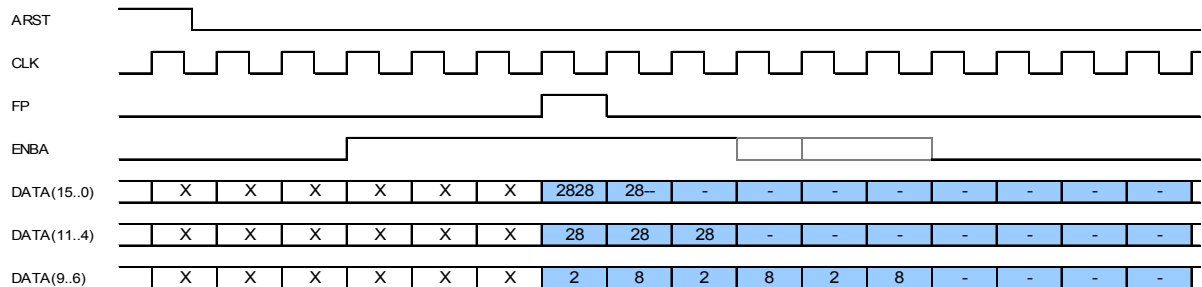 ARST
CLK
FP
ENBA
DATA(15..0) X X X X X X 2828 28-- - - - - - - - -
DATA(11..4) X X X X X X 28 28 28 - - - - - - -
DATA(9..6) X X X X X X 2 8 2 8 2 8 - - - -